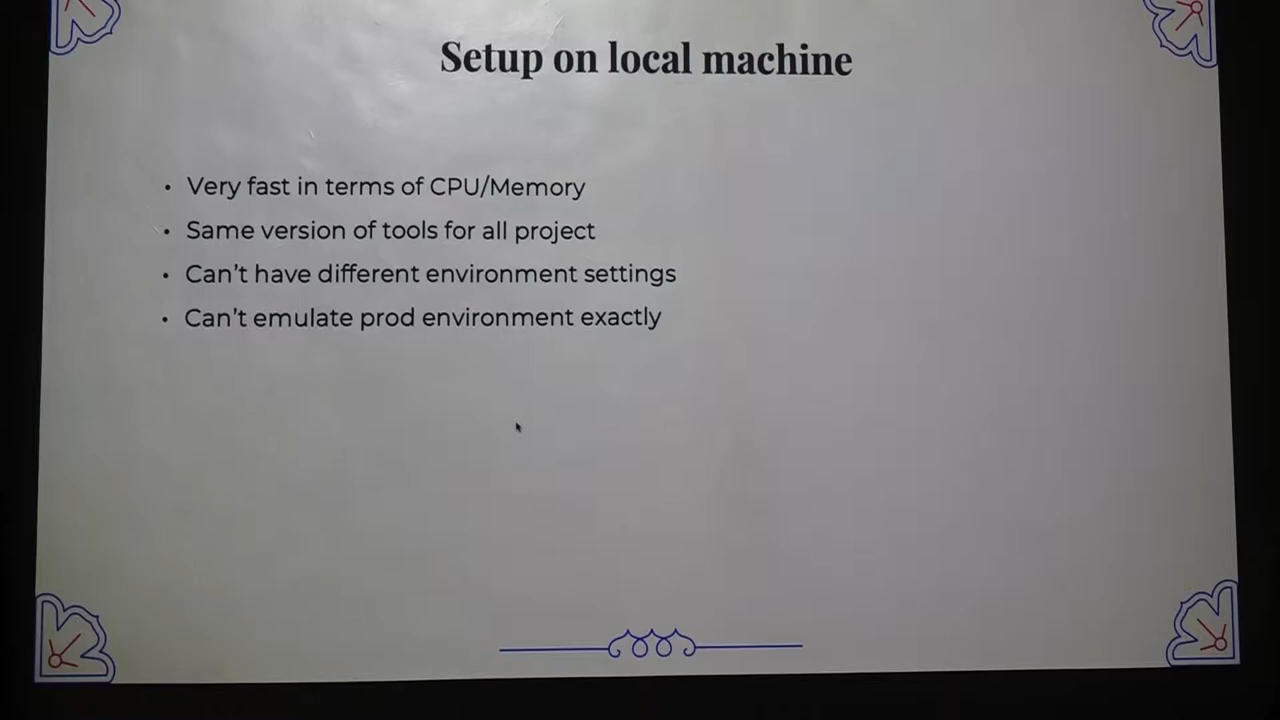 Setup on local machine
• Very fast in terms of CPU/Memory
• Same version of tools for all project
• Can't have different environment settings
• Can't emulate prod environment exactly